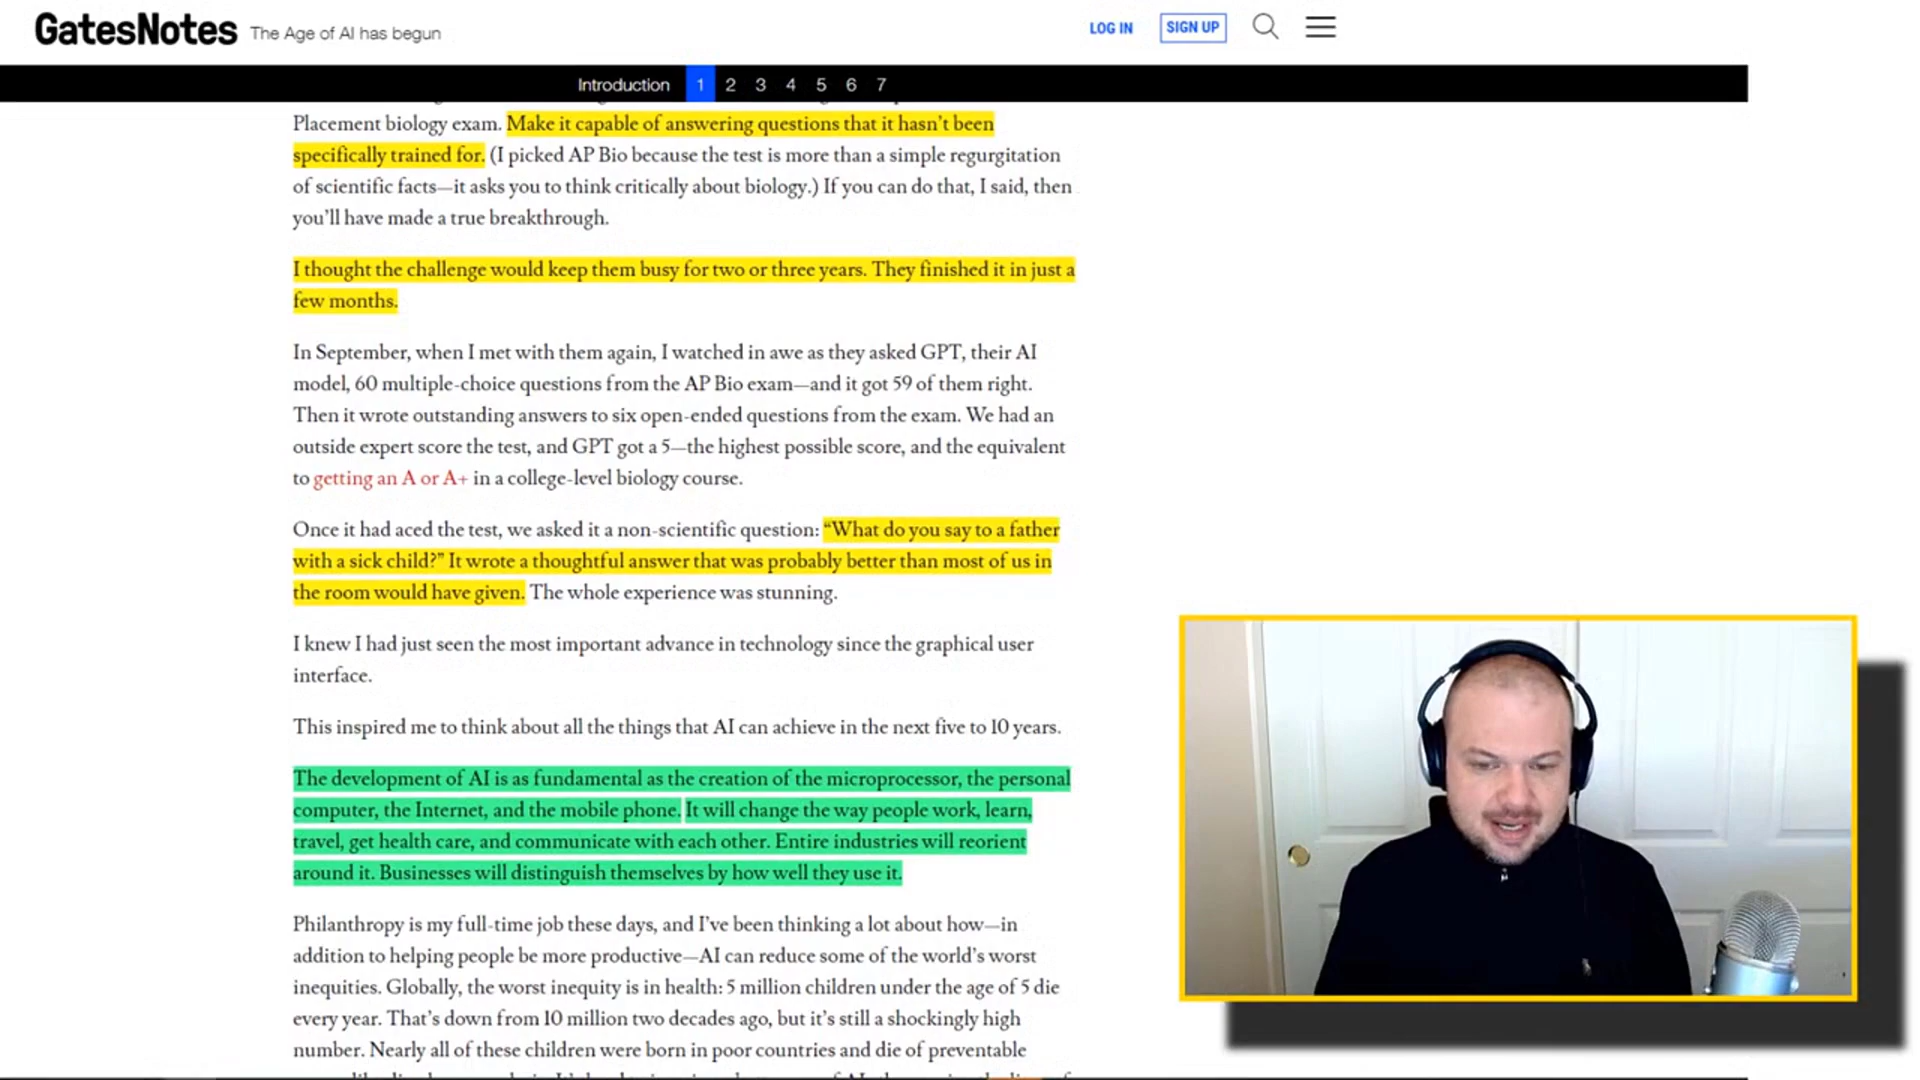 GatesNotes The Age of AI has begun
LOG IN SIGN UP
Introduction 1 2 3 4 5 6 7
Placement biology exam. Make it capable of answering questions that it hasn’t been
specifically trained for. (I picked AP Bio because the test is more than a simple regurgitation
of scientific facts—it asks you to think critically about biology.) If you can do that, I said, then
you’ll have made a true breakthrough.
I thought the challenge would keep them busy for two or three years. They finished it in just a
few months.
In September, when I met with them again, I watched in awe as they asked GPT, their AI
model, 60 multiple-choice questions from the AP Bio exam—and it got 59 of them right.
Then it wrote outstanding answers to six open-ended questions from the exam. We had an
outside expert score the test, and GPT got a 5—the highest possible score, and the equivalent
to getting an A or A+ in a college-level biology course.
Once it had aced the test, we asked it a non-scientific question: “What do you say to a father
with a sick child?” It wrote a thoughtful answer that was probably better than most of us in
the room would have given. The whole experience was stunning.
I knew I had just seen the most important advance in technology since the graphical user
interface.
This inspired me to think about all the things that AI can achieve in the next five to 10 years.
The development of AI is as fundamental as the creation of the microprocessor, the personal
computer, the Internet, and the mobile phone. It will change the way people work, learn,
travel, get health care, and communicate with each other. Entire industries will reorient
around it. Businesses will distinguish themselves by how well they use it.
Philanthropy is my full-time job these days, and I’ve been thinking a lot about how—in
addition to helping people be more productive—AI can reduce some of the world’s worst
inequities. Globally, the worst inequity is in health: 5 million children under the age of 5 die
every year. That’s down from 10 million two decades ago, but it’s still a shockingly high
number. Nearly all of these children were born in poor countries and die of preventable